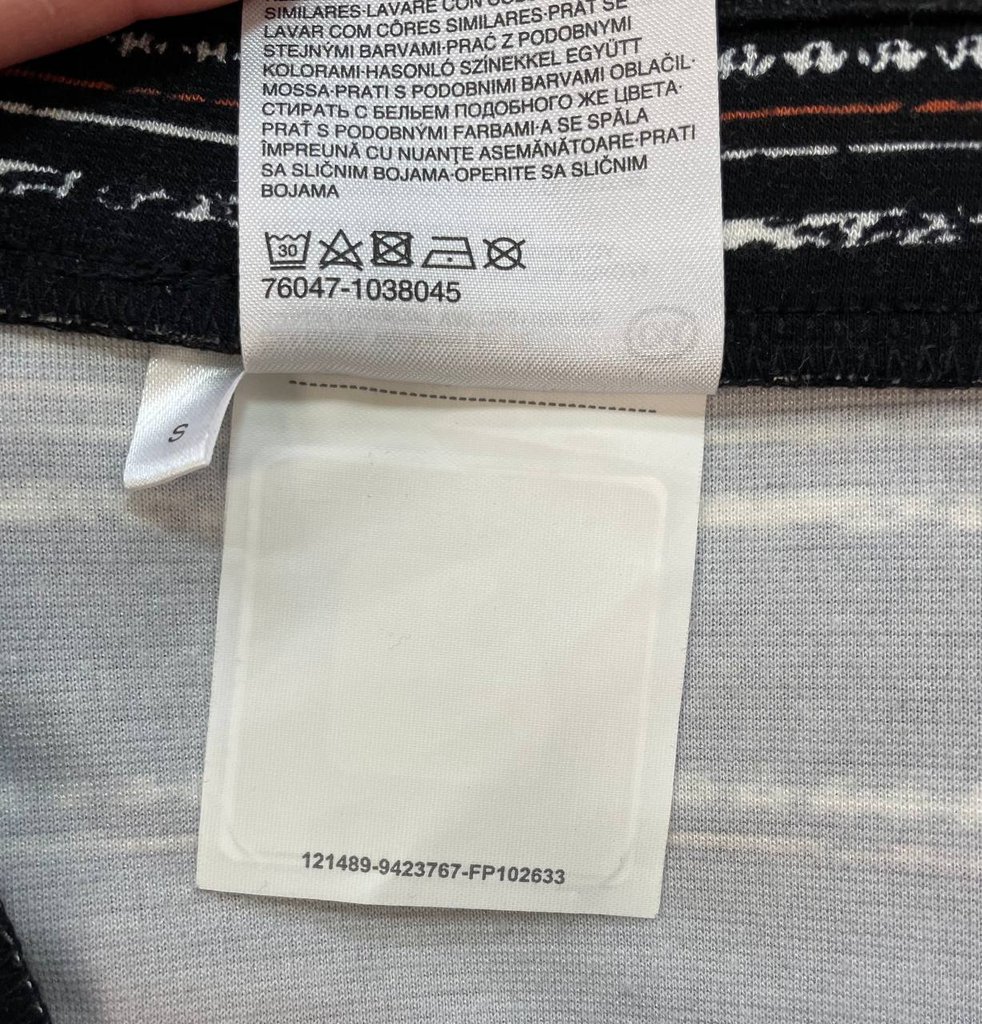 SIMILARES·LAVARE CON
LAVAR COM CÔRES SIMILARES·PRAT SE
STEJNÝMI BARVAMI·PRAĆ Z PODOBNYMI
KOLORAMI·HASONLÓ SZÍNEKKEL EGYÜTT
MOSSA·PRATI S PODOBNIMI BARVAMI OBLAČIL·
СТИРАТЬ С БЕЛЬЕМ ПОДОБНОГО ЖЕ ЦВЕТА·
PRAŤ S PODOBNÝMI FARBAMI·A SE SPĂLA
ÎMPREUNĂ CU NUANŢE ASEMĂNĂTOARE·PRATI
SA SLIČNIM BOJAMA·OPERITE SA SLIČNIM
BOJAMA
30
76047-1038045
S
121489-9423767-FP102633